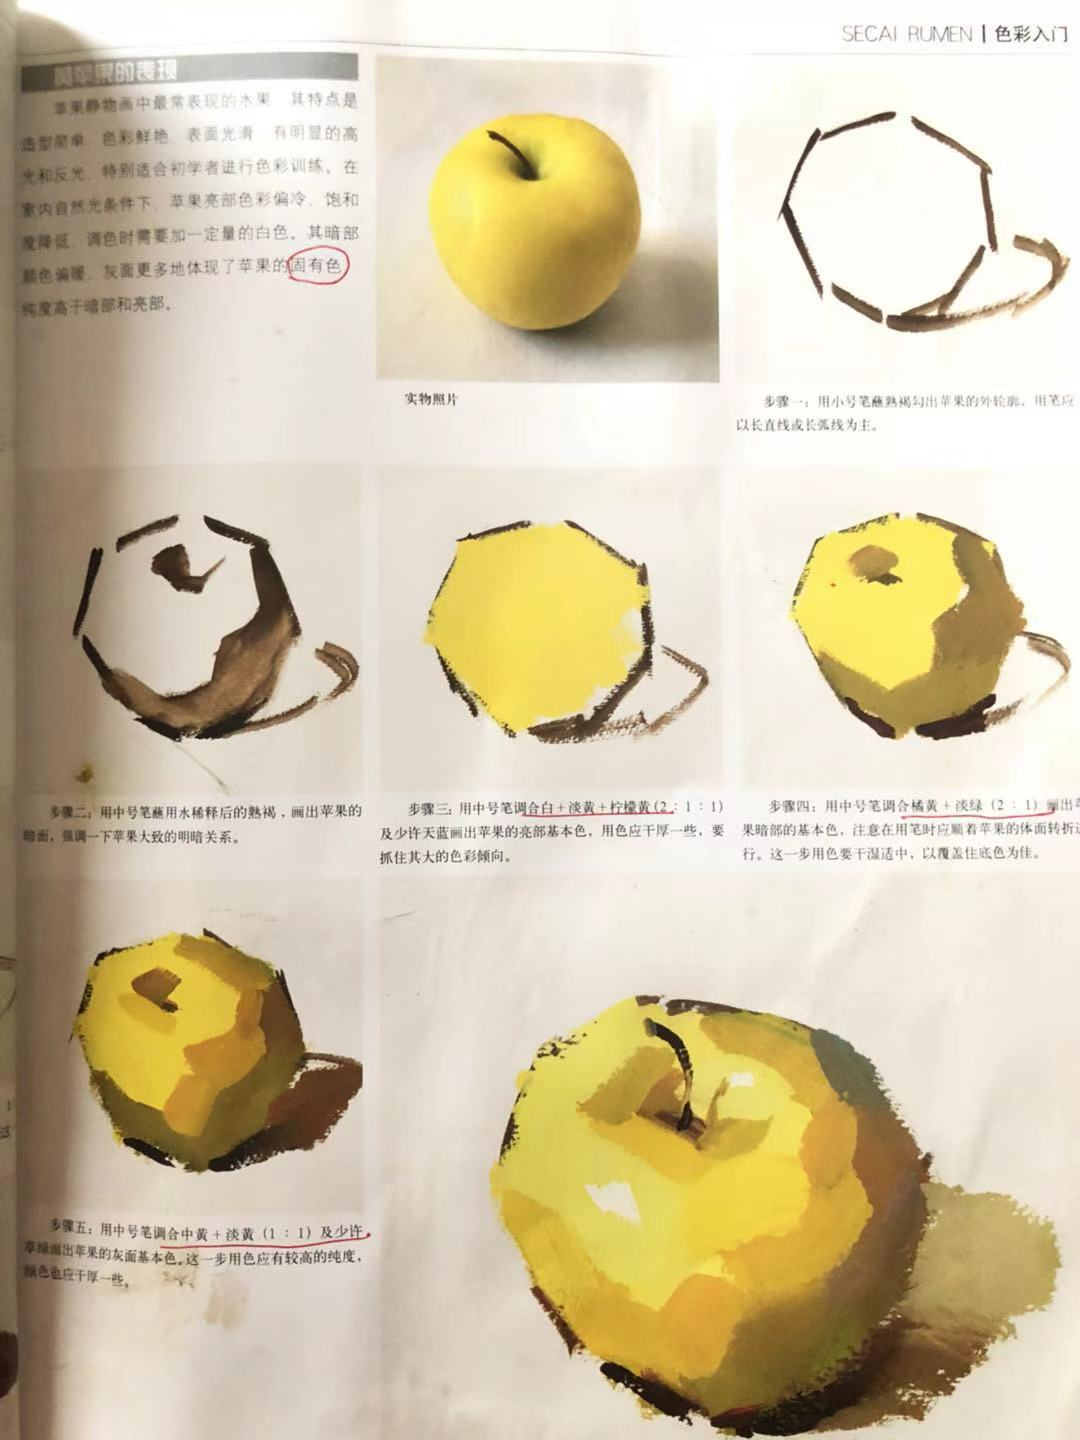 SECAI RUMEN | 色彩入门
黄苹果的表现
苹果静物画中最常表现的水果 其特点是
造型简单 色彩鲜艳、表面光滑 有明显的高
光和反光、特别适合初学者进行色彩训练。在
室内自然光条件下、苹果亮部色彩偏冷、饱和
度降低、调色时需要加一定量的白色。其暗部
颜色偏暖、灰面更多地体现了苹果的固有色
纯度高于暗部和亮部。
实物照片
步骤一：用小号笔蘸熟褐勾出苹果的外轮廓，用笔应
以长直线或长弧线为主。
步骤二：用中号笔蘸用水稀释后的熟褐，画出苹果的
暗面，强调一下苹果大致的明暗关系。
步骤三：用中号笔调合白+淡黄+柠檬黄(2：1：1)
及少许天蓝画出苹果的亮部基本色，用色应干厚一些，要
抓住其大的色彩倾向。
步骤四：用中号笔调合橘黄+淡绿（2：1）画出苹
果暗部的基本色，注意在用笔时应顺着苹果的体面转折进
行。这一步用色要干湿适中，以覆盖住底色为佳。
步骤五：用中号笔调合中黄+淡黄（1：1）及少许
草绿画出苹果的灰面基本色。这一步用色应有较高的纯度，
颜色也应干厚一些。